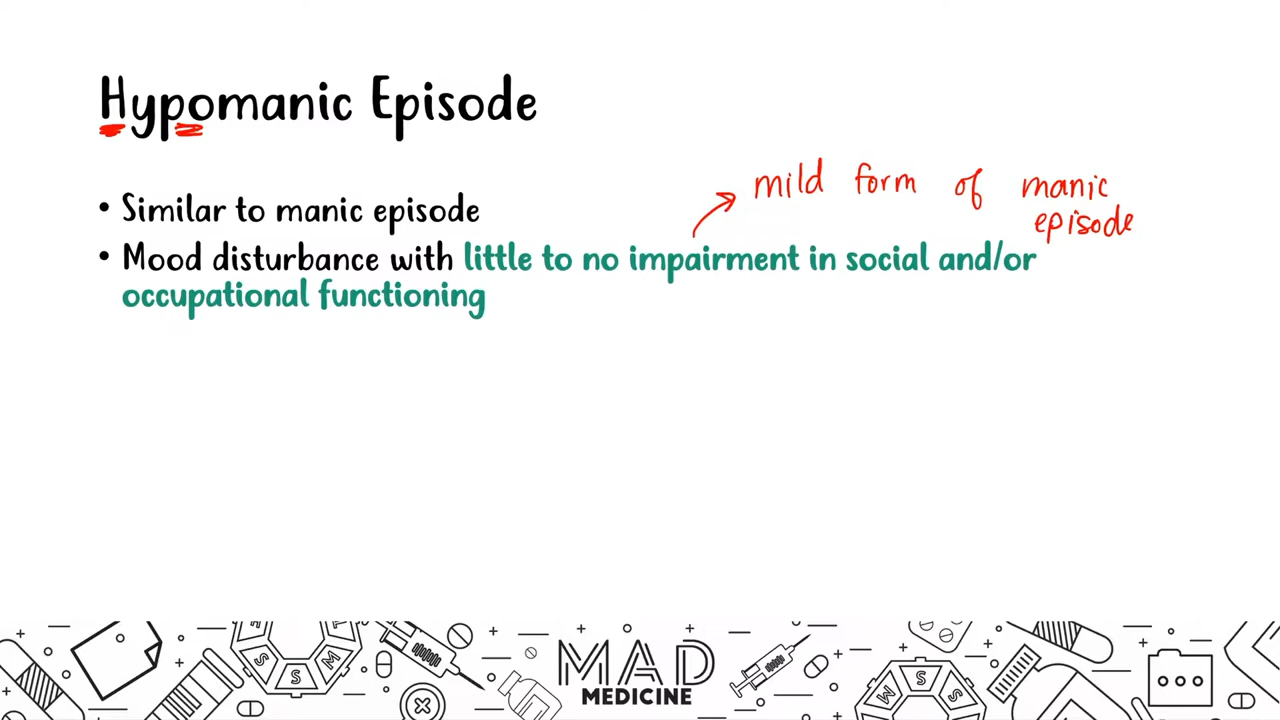 Hypomanic Episode
mild form of manic
episode
• Similar to manic episode
• Mood disturbance with little to no impairment in social and/or
occupational functioning
MAD
MEDICINE